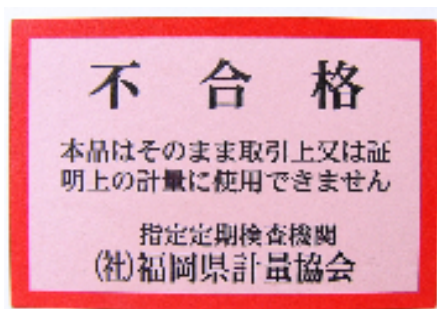 不合格
本品はそのまま取引上又は証
明上の計量に使用できません
指定定期検査機関
(社)福岡県計量協会